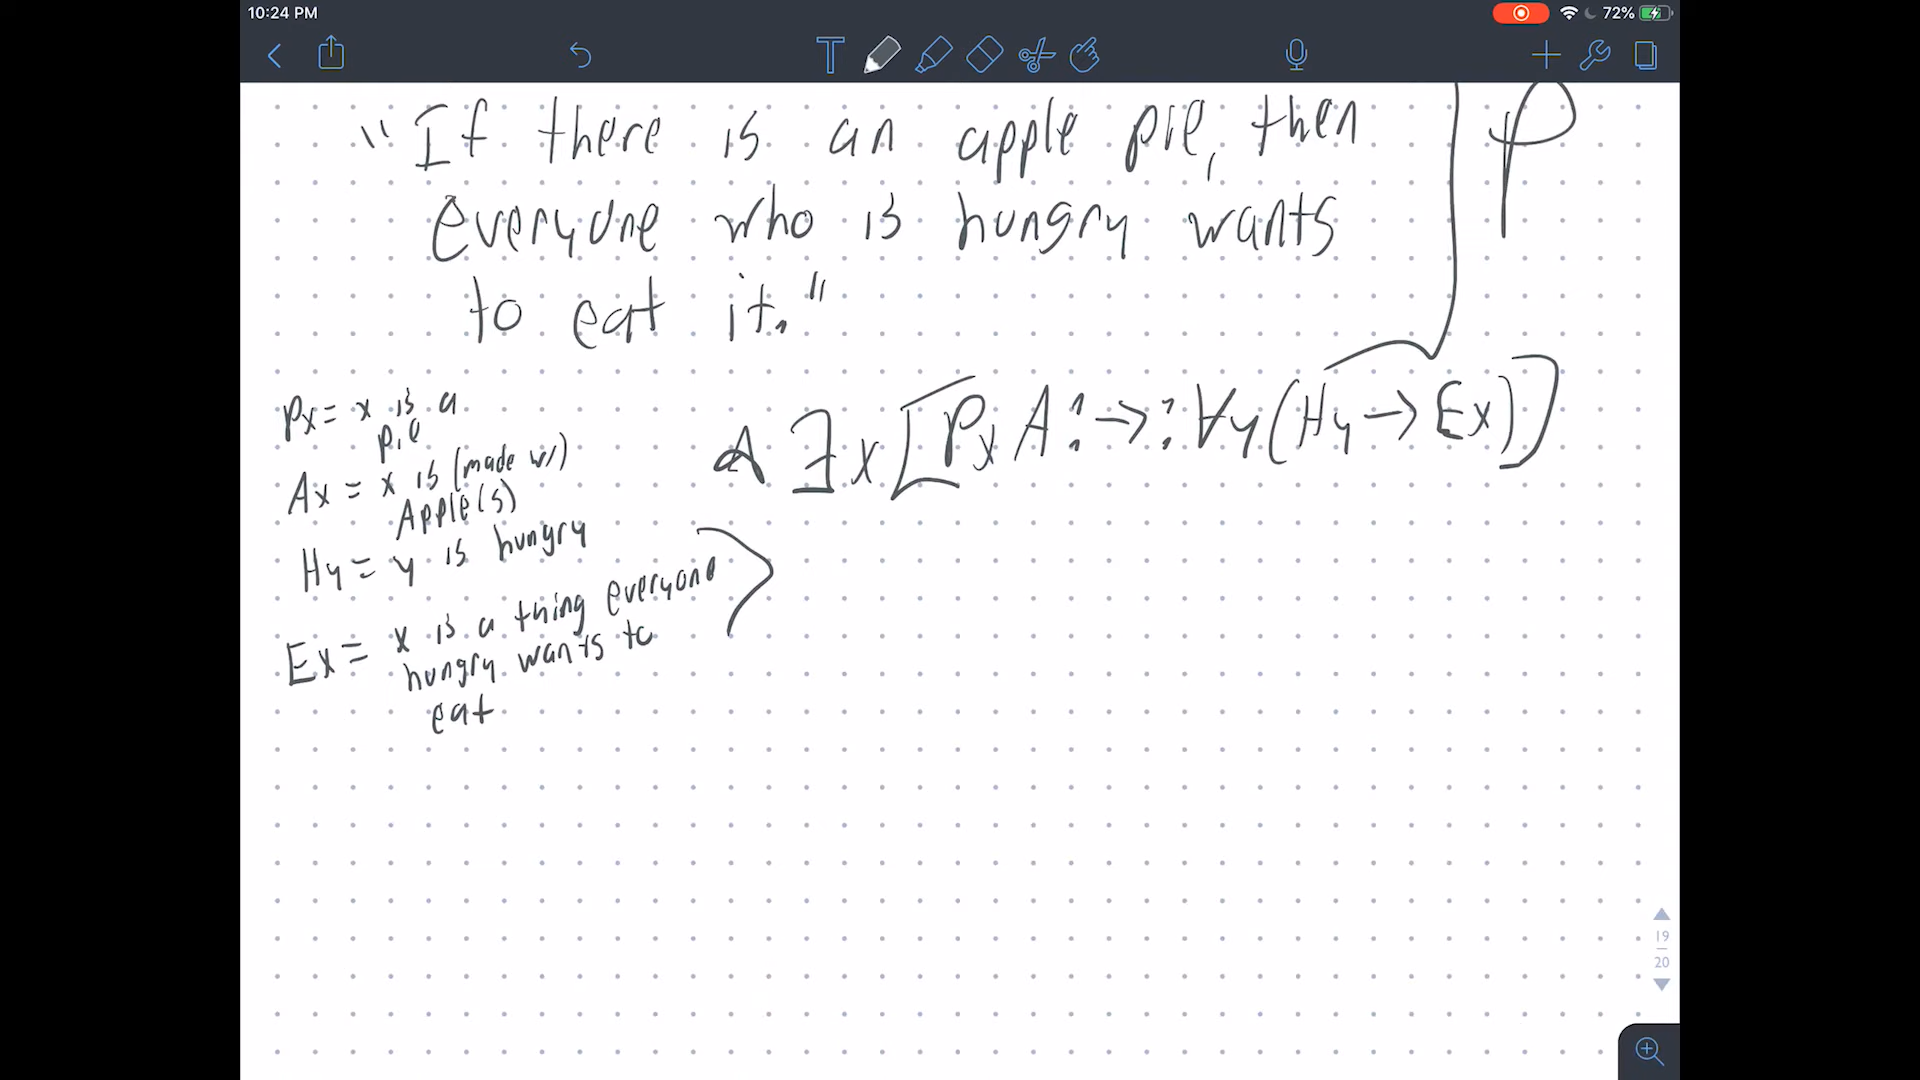 10:24 PM
72%
"If there is an apple pie, then
everyone who is hungry wants
to eat it."
p
Px = x is a
pie
Ax = x is (made w/)
Apple(s)
Hy = y is hungry
Ex = x is a thing everyone
hungry wants to
eat
A ∃x[PxA:→:∀y(Hy→Ex)]
19
20